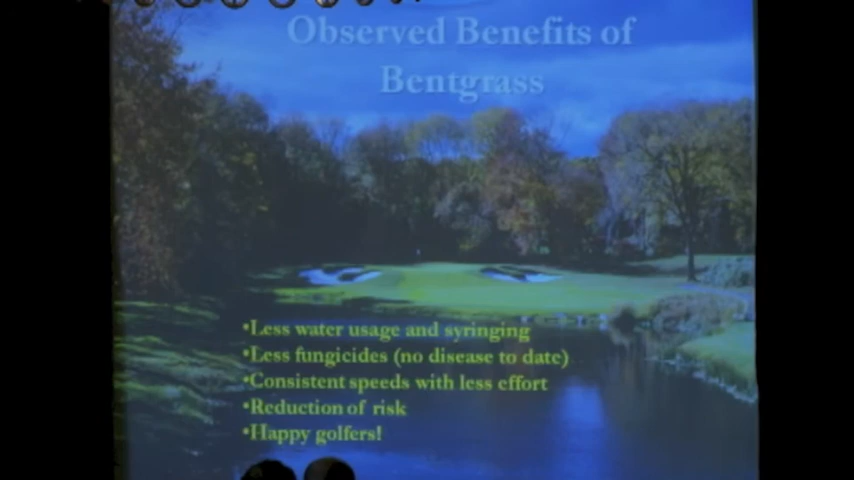 Observed Benefits of
Bentgrass
•Less water usage and syringing
•Less fungicides (no disease to date)
•Consistent speeds with less effort
•Reduction of risk
•Happy golfers!